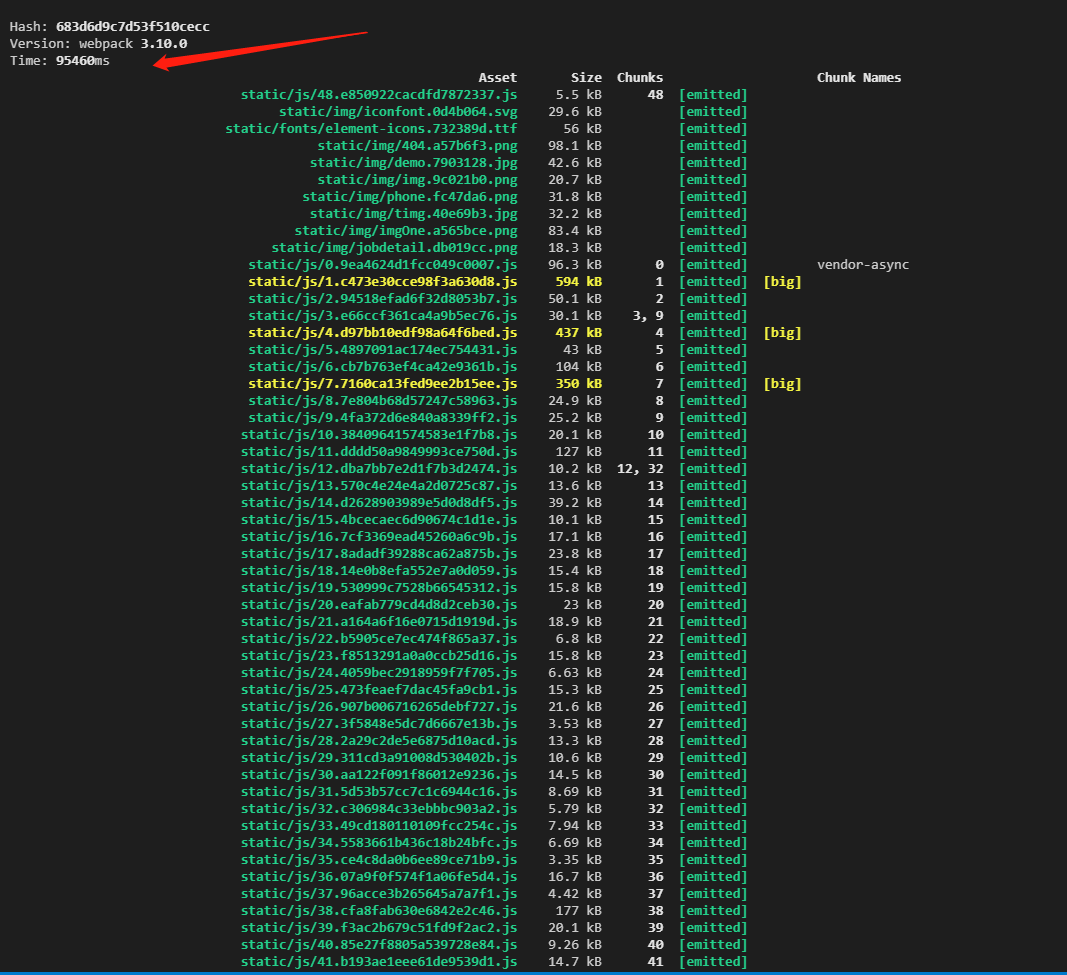 Hash: 683d6d9c7d53f510cecc
Version: webpack 3.10.0
Time: 95460ms
Asset Size Chunks Chunk Names
static/js/48.e850922cacdfd7872337.js 5.5 kB 48 [emitted]
static/img/iconfont.0d4b064.svg 29.6 kB [emitted]
static/fonts/element-icons.732389d.ttf 56 kB [emitted]
static/img/404.a57b6f3.png 98.1 kB [emitted]
static/img/demo.7903128.jpg 42.6 kB [emitted]
static/img/img.9c021b0.png 20.7 kB [emitted]
static/img/phone.fc47da6.png 31.8 kB [emitted]
static/img/timg.40e69b3.jpg 32.2 kB [emitted]
static/img/imgOne.a565bce.png 83.4 kB [emitted]
static/img/jobdetail.db019cc.png 18.3 kB [emitted]
static/js/0.9ea4624d1fcc049c0007.js 96.3 kB 0 [emitted] vendor-async
static/js/1.c473e30cce98f3a630d8.js 594 kB 1 [emitted] [big]
static/js/2.94518efad6f32d8053b7.js 50.1 kB 2 [emitted]
static/js/3.e66ccf361ca4a9b5ec76.js 30.1 kB 3, 9 [emitted]
static/js/4.d97bb10edf98a64f6bed.js 437 kB 4 [emitted] [big]
static/js/5.4897091ac174ec754431.js 43 kB 5 [emitted]
static/js/6.cb7b763ef4ca42e9361b.js 104 kB 6 [emitted]
static/js/7.7160ca13fed9ee2b15ee.js 350 kB 7 [emitted] [big]
static/js/8.7e804b68d57247c58963.js 24.9 kB 8 [emitted]
static/js/9.4fa372d6e840a8339ff2.js 25.2 kB 9 [emitted]
static/js/10.38409641574583e1f7b8.js 20.1 kB 10 [emitted]
static/js/11.dddd50a9849993ce750d.js 127 kB 11 [emitted]
static/js/12.dba7bb7e2d1f7b3d2474.js 10.2 kB 12, 32 [emitted]
static/js/13.570c4e24e4a2d0725c87.js 13.6 kB 13 [emitted]
static/js/14.d2628903989e5d0d8df5.js 39.2 kB 14 [emitted]
static/js/15.4bcecaec6d90674c1d1e.js 10.1 kB 15 [emitted]
static/js/16.7cf3369ead45260a6c9b.js 17.1 kB 16 [emitted]
static/js/17.8adadf39288ca62a875b.js 23.8 kB 17 [emitted]
static/js/18.14e0b8efa552e7a0d059.js 15.4 kB 18 [emitted]
static/js/19.530999c7528b66545312.js 15.8 kB 19 [emitted]
static/js/20.eafab779cd4d8d2ceb30.js 23 kB 20 [emitted]
static/js/21.a164a6f16e0715d1919d.js 18.9 kB 21 [emitted]
static/js/22.b5905ce7ec474f865a37.js 6.8 kB 22 [emitted]
static/js/23.f8513291a0a0ccb25d16.js 15.8 kB 23 [emitted]
static/js/24.4059bec2918959f7f705.js 6.63 kB 24 [emitted]
static/js/25.473feaef7dac45fa9cb1.js 15.3 kB 25 [emitted]
static/js/26.907b006716265debf727.js 21.6 kB 26 [emitted]
static/js/27.3f5848e5dc7d6667e13b.js 3.53 kB 27 [emitted]
static/js/28.2a29c2de5e6875d10acd.js 13.3 kB 28 [emitted]
static/js/29.311cd3a91008d530402b.js 10.6 kB 29 [emitted]
static/js/30.aa122f091f86012e9236.js 14.5 kB 30 [emitted]
static/js/31.5d53b57cc7c1c6944c16.js 8.69 kB 31 [emitted]
static/js/32.c306984c33ebbbc903a2.js 5.79 kB 32 [emitted]
static/js/33.49cd180110109fcc254c.js 7.94 kB 33 [emitted]
static/js/34.5583661b436c18b24bfc.js 6.69 kB 34 [emitted]
static/js/35.ce4c8da0b6ee89ce71b9.js 3.35 kB 35 [emitted]
static/js/36.07a9f0f574f1a06fe5d4.js 16.7 kB 36 [emitted]
static/js/37.96acce3b265645a7a7f1.js 4.42 kB 37 [emitted]
static/js/38.cfa8fab630e6842e2c46.js 177 kB 38 [emitted]
static/js/39.f3ac2b679c51fd9f2ac2.js 20.1 kB 39 [emitted]
static/js/40.85e27f8805a539728e84.js 9.26 kB 40 [emitted]
static/js/41.b193ae1eee61de9539d1.js 14.7 kB 41 [emitted]